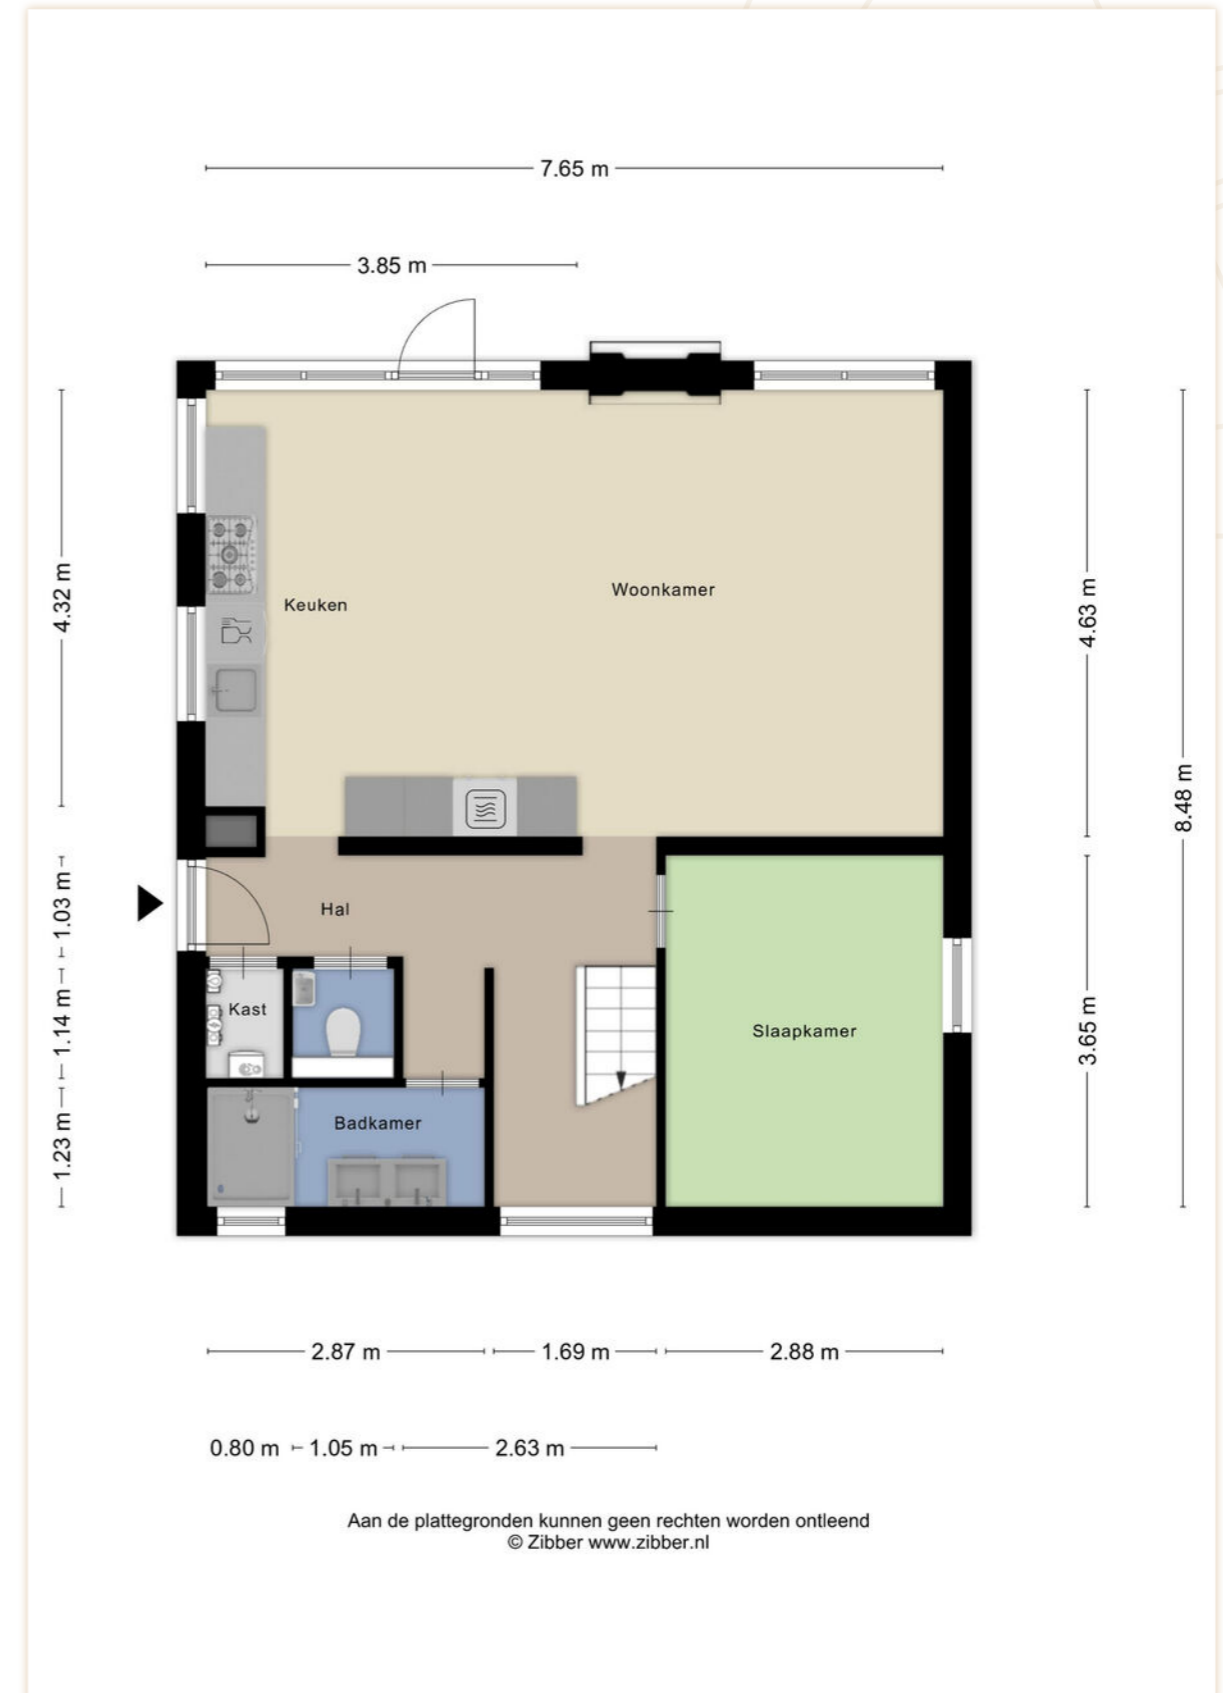 7.65 m
3.85 m
4.32 m
Keuken
Woonkamer
4.63 m
8.48 m
1.03 m
Hal
1.14 m
Kast
Slaapkamer
3.65 m
1.23 m
Badkamer
2.87 m
1.69 m
2.88 m
0.80 m
1.05 m
2.63 m
Aan de plattegronden kunnen geen rechten worden ontleend
© Zibber www.zibber.nl